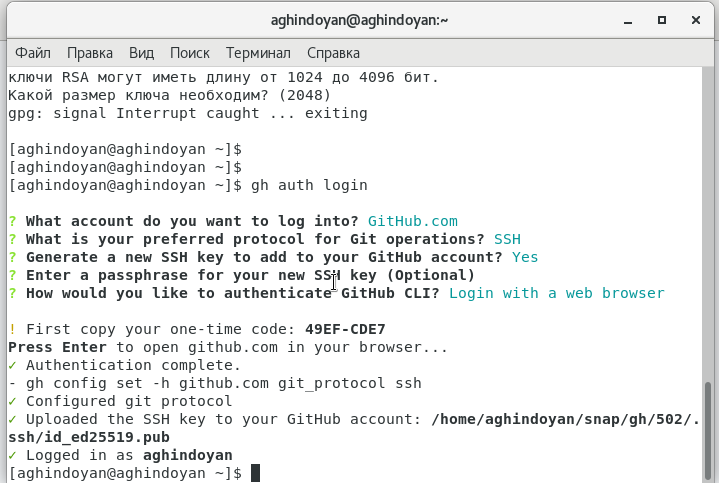 aghindoyan@aghindoyan:~
Файл Правка Вид Поиск Терминал Справка
ключи RSA могут иметь длину от 1024 до 4096 бит.
Какой размер ключа необходим? (2048)
gpg: signal Interrupt caught ... exiting
[aghindoyan@aghindoyan ~]$
[aghindoyan@aghindoyan ~]$
[aghindoyan@aghindoyan ~]$ gh auth login
? What account do you want to log into? GitHub.com
? What is your preferred protocol for Git operations? SSH
? Generate a new SSH key to add to your GitHub account? Yes
? Enter a passphrase for your new SSH key (Optional)
? How would you like to authenticate GitHub CLI? Login with a web browser
! First copy your one-time code: 49EF-CDE7
Press Enter to open github.com in your browser...
✓ Authentication complete.
- gh config set -h github.com git_protocol ssh
✓ Configured git protocol
✓ Uploaded the SSH key to your GitHub account: /home/aghindoyan/snap/gh/502/.
ssh/id_ed25519.pub
✓ Logged in as aghindoyan
[aghindoyan@aghindoyan ~]$